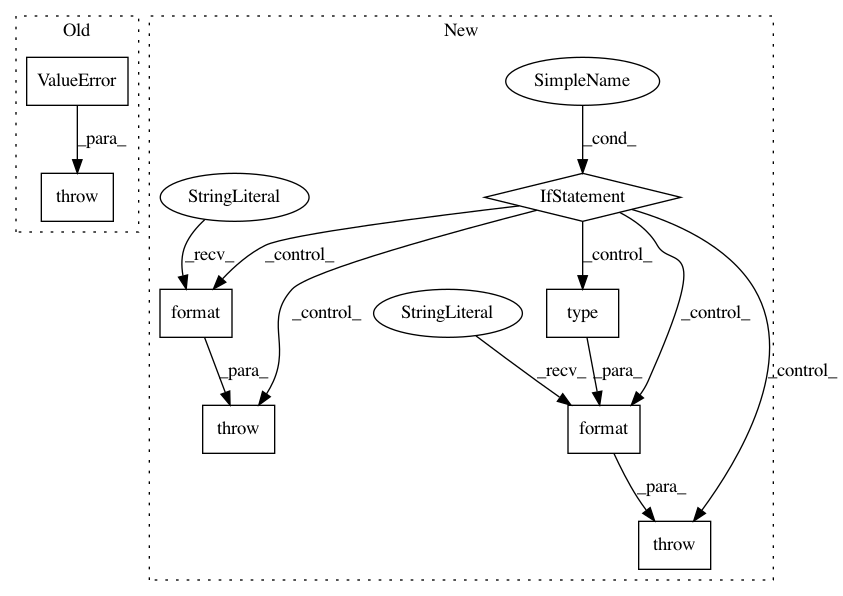 Old
New
ValueError
SimpleName
_para_
_cond_
throw
StringLiteral
IfStatement
_recv_
_control_
_control_
format
StringLiteral
type
_control_
_control_
_para_
_recv_
_para_
_control_
throw
format
_para_
throw